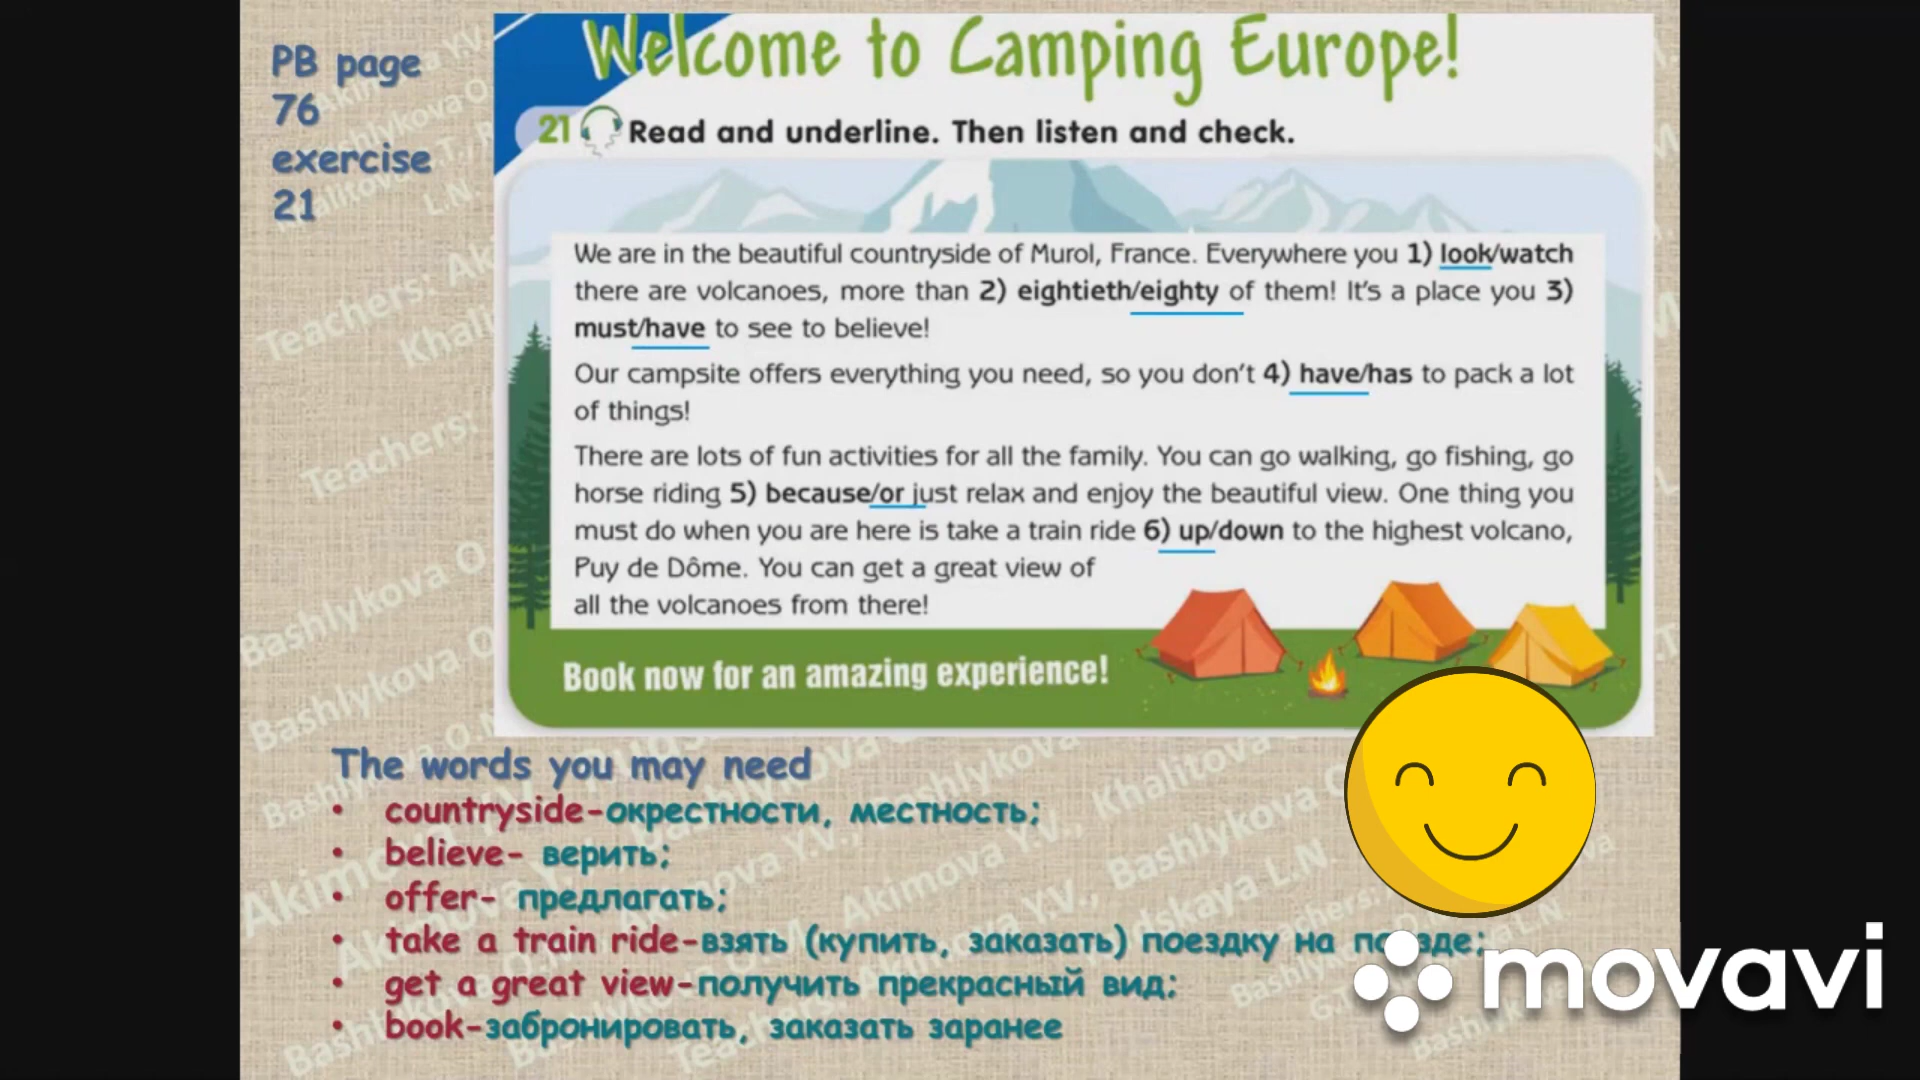 PB page
76
exercise
21
Welcome to Camping Europe!
21 Read and underline. Then listen and check.
We are in the beautiful countryside of Murol, France. Everywhere you 1) look/watch
there are volcanoes, more than 2) eightieth/eighty of them! It's a place you 3)
must/have to see to believe!
Our campsite offers everything you need, so you don't 4) have/has to pack a lot
of things!
There are lots of fun activities for all the family. You can go walking, go fishing, go
horse riding 5) because/or just relax and enjoy the beautiful view. One thing you
must do when you are here is take a train ride 6) up/down to the highest volcano,
Puy de Dôme. You can get a great view of
all the volcanoes from there!
Book now for an amazing experience!
The words you may need
• countryside-окрестности, местность;
• believe- верить;
• offer- предлагать;
• take a train ride-взять (купить, заказать) поездку на поезде;
• get a great view-получить прекрасный вид;
• book-забронировать, заказать заранее
movavi